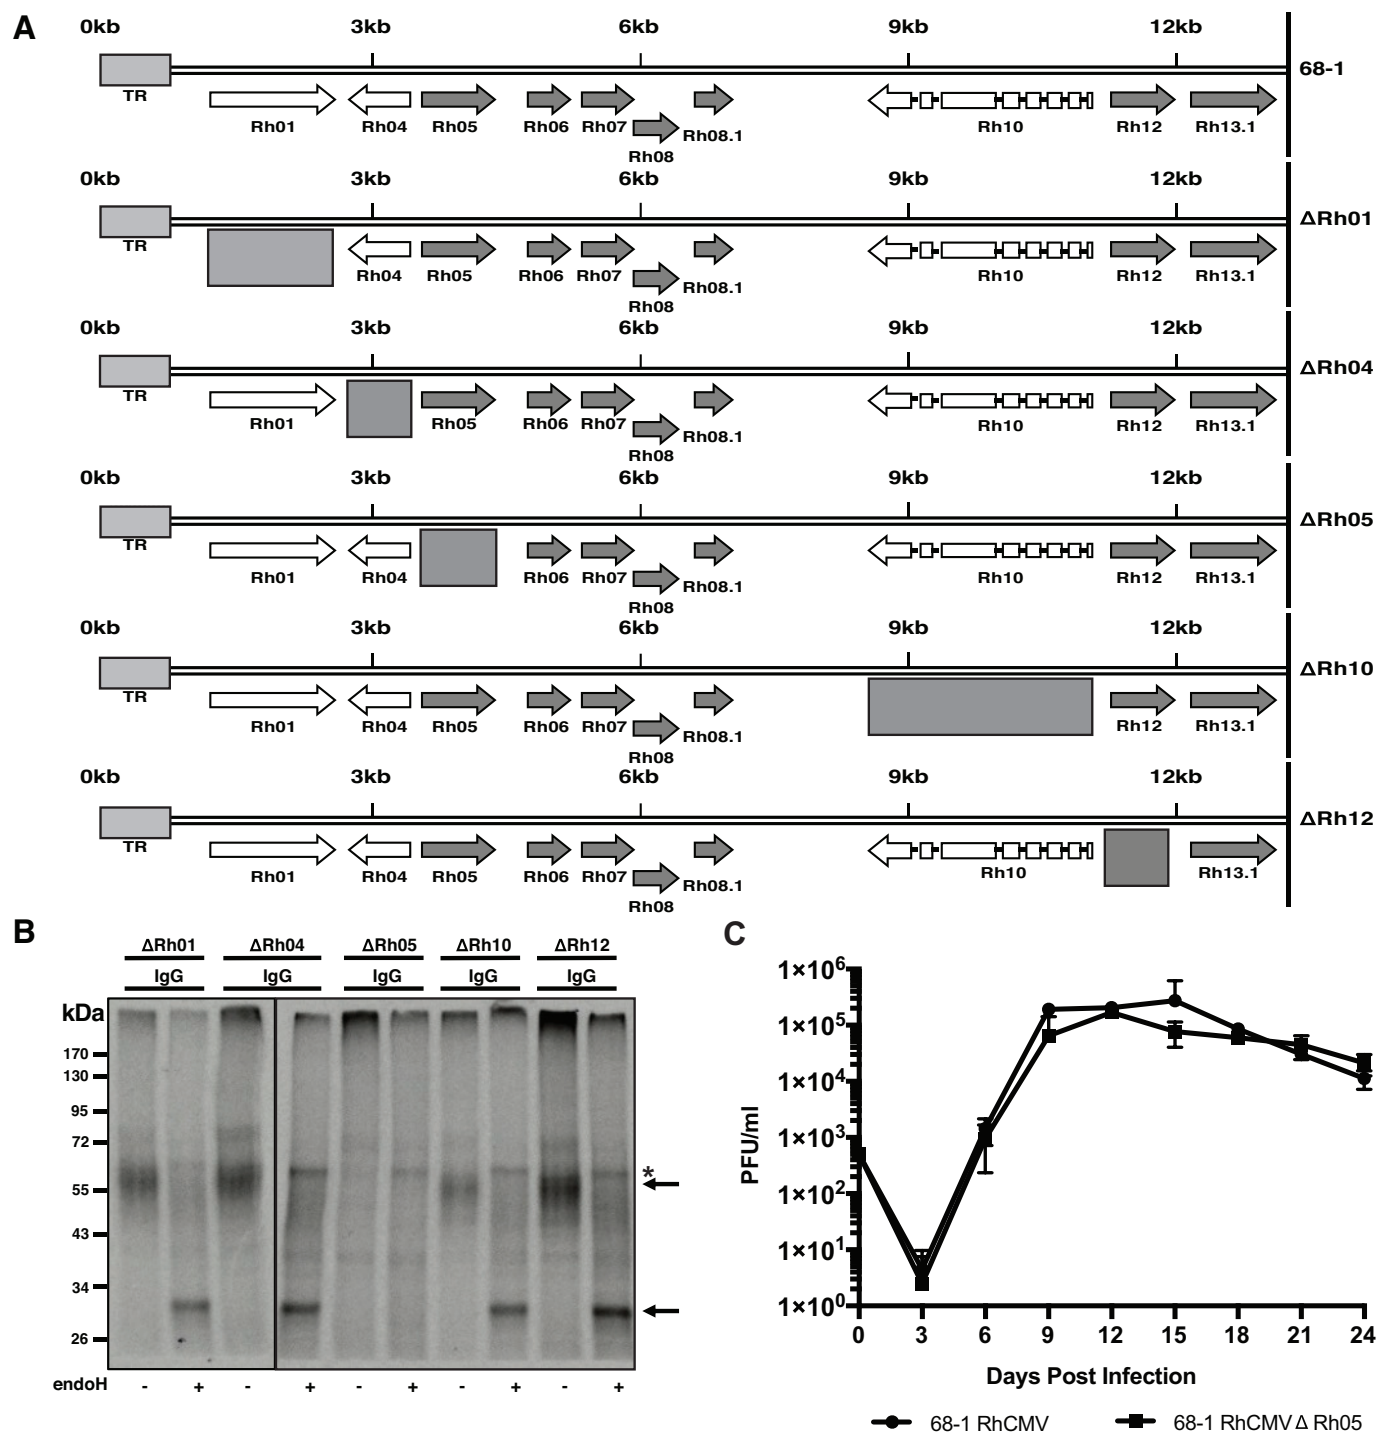 A
0kb 3kb 6kb 9kb 12kb
68-1
TR
Rh01 Rh04 Rh05 Rh06 Rh07 Rh08 Rh08.1 Rh10 Rh12 Rh13.1
0kb 3kb 6kb 9kb 12kb
ΔRh01
TR
Rh04 Rh05 Rh06 Rh07 Rh08 Rh08.1 Rh10 Rh12 Rh13.1
0kb 3kb 6kb 9kb 12kb
ΔRh04
TR
Rh01 Rh05 Rh06 Rh07 Rh08 Rh08.1 Rh10 Rh12 Rh13.1
0kb 3kb 6kb 9kb 12kb
ΔRh05
TR
Rh01 Rh04 Rh06 Rh07 Rh08 Rh08.1 Rh10 Rh12 Rh13.1
0kb 3kb 6kb 9kb 12kb
ΔRh10
TR
Rh01 Rh04 Rh05 Rh06 Rh07 Rh08 Rh08.1 Rh12 Rh13.1
0kb 3kb 6kb 9kb 12kb
ΔRh12
TR
Rh01 Rh04 Rh05 Rh06 Rh07 Rh08 Rh08.1 Rh10 Rh13.1
B
ΔRh01 ΔRh04 ΔRh05 ΔRh10 ΔRh12
IgG IgG IgG IgG IgG
kDa
170
130
95
72
*
55
43
34
26
endoH - + - + - + - + - +
C
1×10⁶
1×10⁵
1×10⁴
1×10³
1×10²
1×10¹
1×10⁰
PFU/ml
0 3 6 9 12 15 18 21 24
Days Post Infection
68-1 RhCMV 68-1 RhCMV Δ Rh05